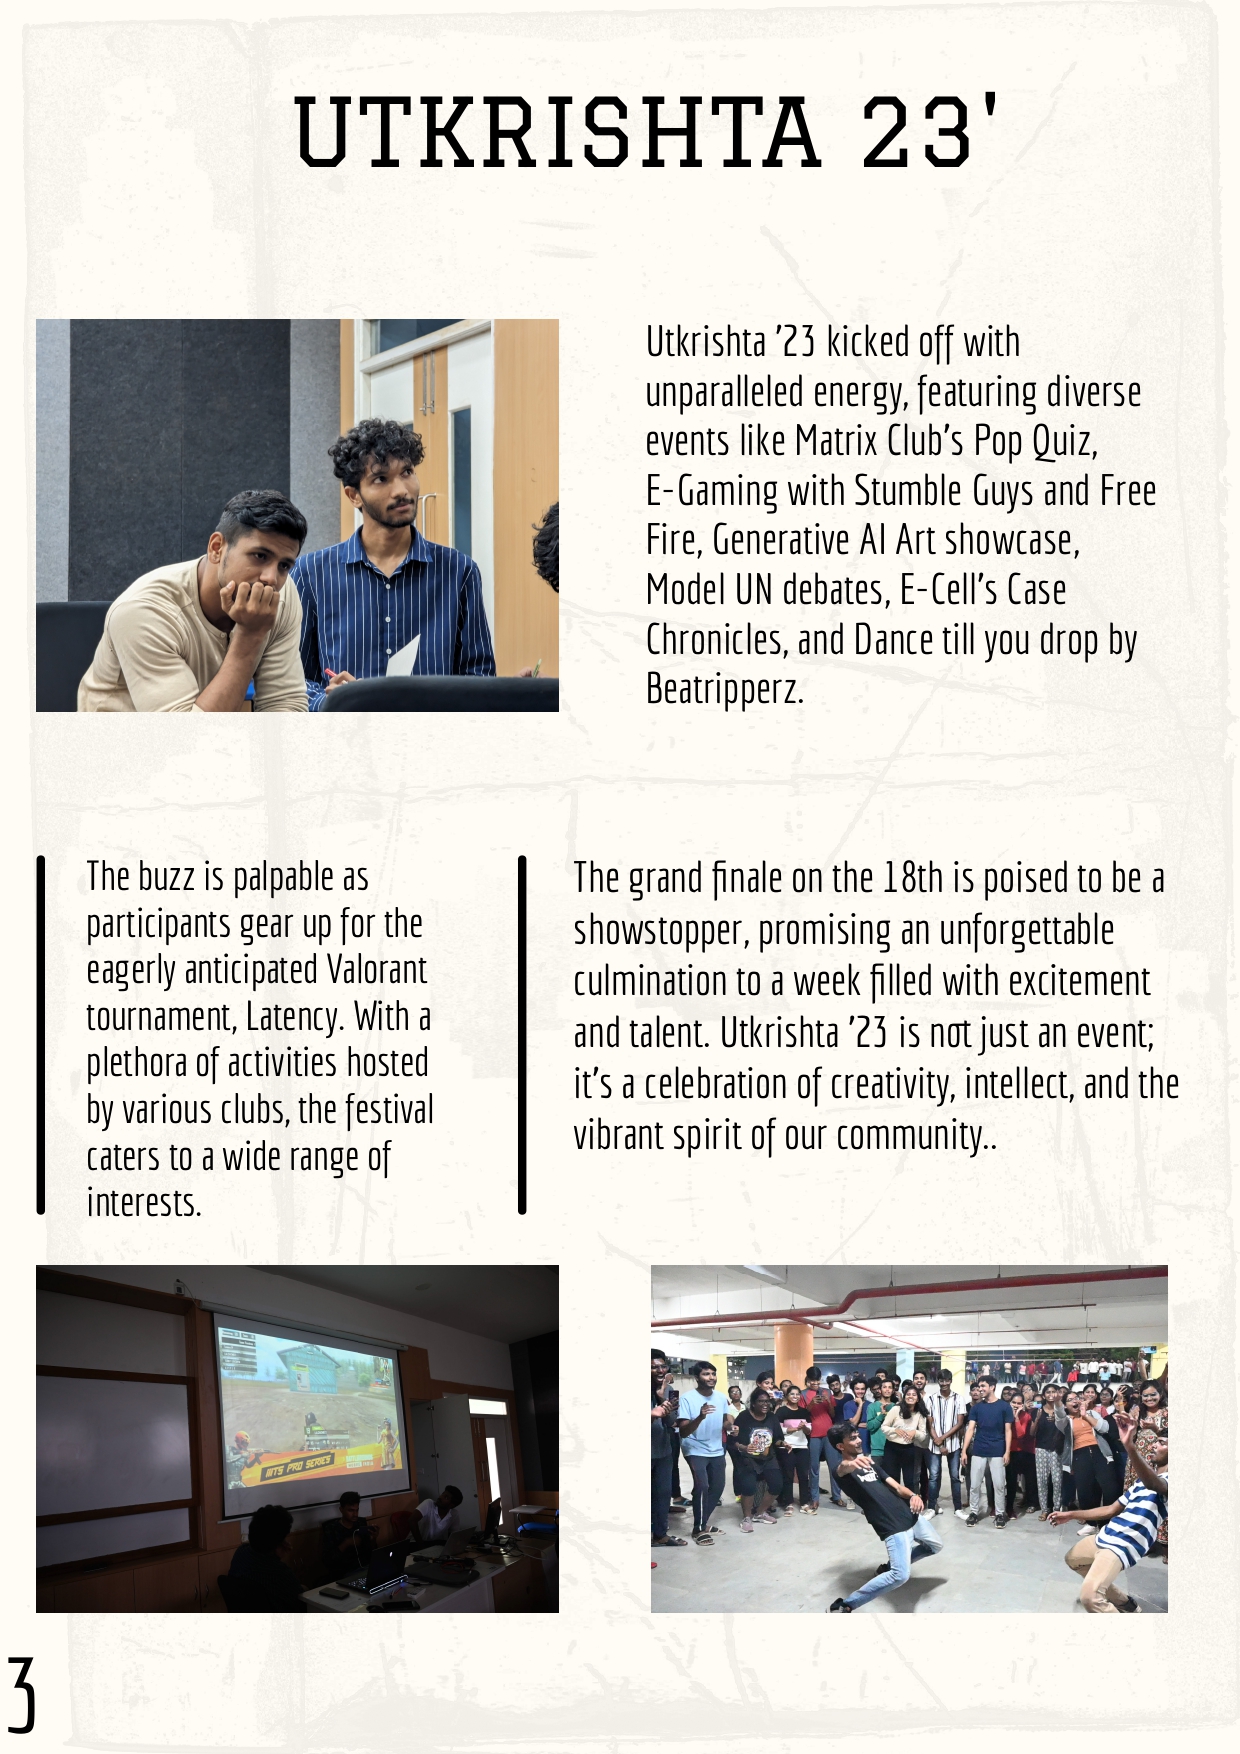 UTKRISHTA 23'
Utkrishta '23 kicked off with
unparalleled energy, featuring diverse
events like Matrix Club's Pop Quiz,
E-Gaming with Stumble Guys and Free
Fire, Generative AI Art showcase,
Model UN debates, E-Cell's Case
Chronicles, and Dance till you drop by
Beatripperz.
The buzz is palpable as
participants gear up for the
eagerly anticipated Valorant
tournament, Latency. With a
plethora of activities hosted
by various clubs, the festival
caters to a wide range of
interests.
The grand finale on the 18th is poised to be a
showstopper, promising an unforgettable
culmination to a week filled with excitement
and talent. Utkrishta '23 is not just an event;
it's a celebration of creativity, intellect, and the
vibrant spirit of our community..
PRO SERIES
3